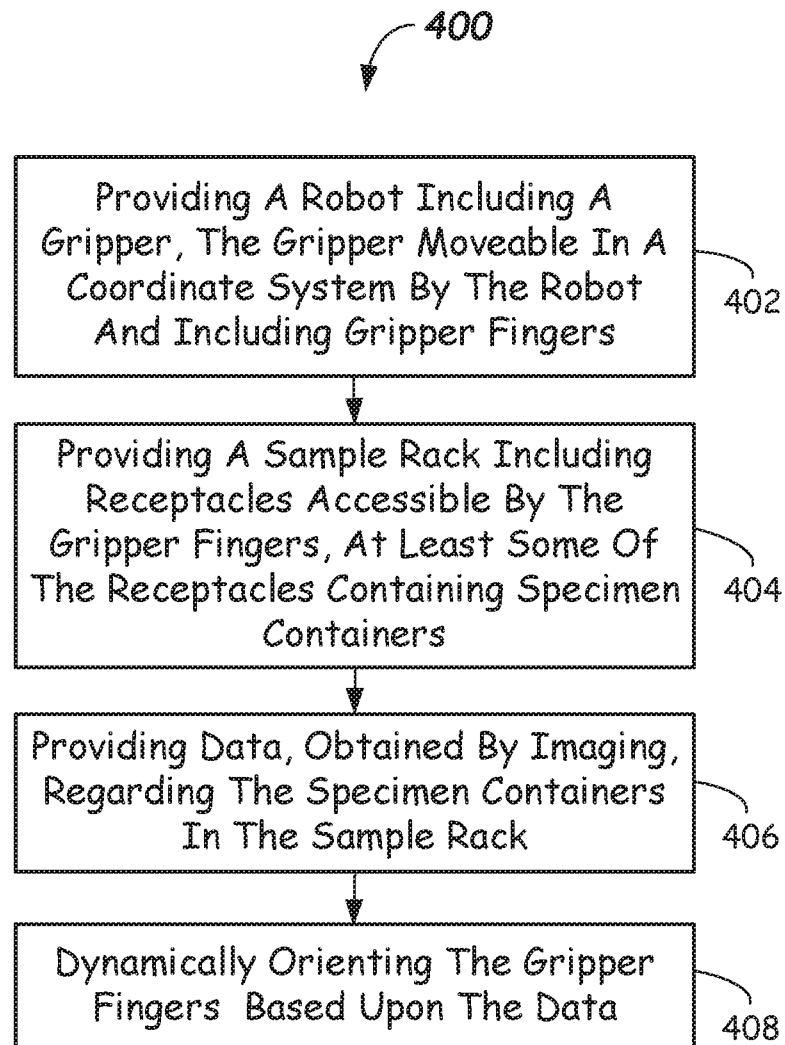 400
Providing A Robot Including A
Gripper, The Gripper Moveable In A
Coordinate System By The Robot
And Including Gripper Fingers
402
Providing A Sample Rack Including
Receptacles Accessible By The
Gripper Fingers, At Least Some Of
The Receptacles Containing Specimen
Containers
404
Providing Data, Obtained By Imaging,
Regarding The Specimen Containers
In The Sample Rack
406
Dynamically Orienting The Gripper
Fingers Based Upon The Data
408